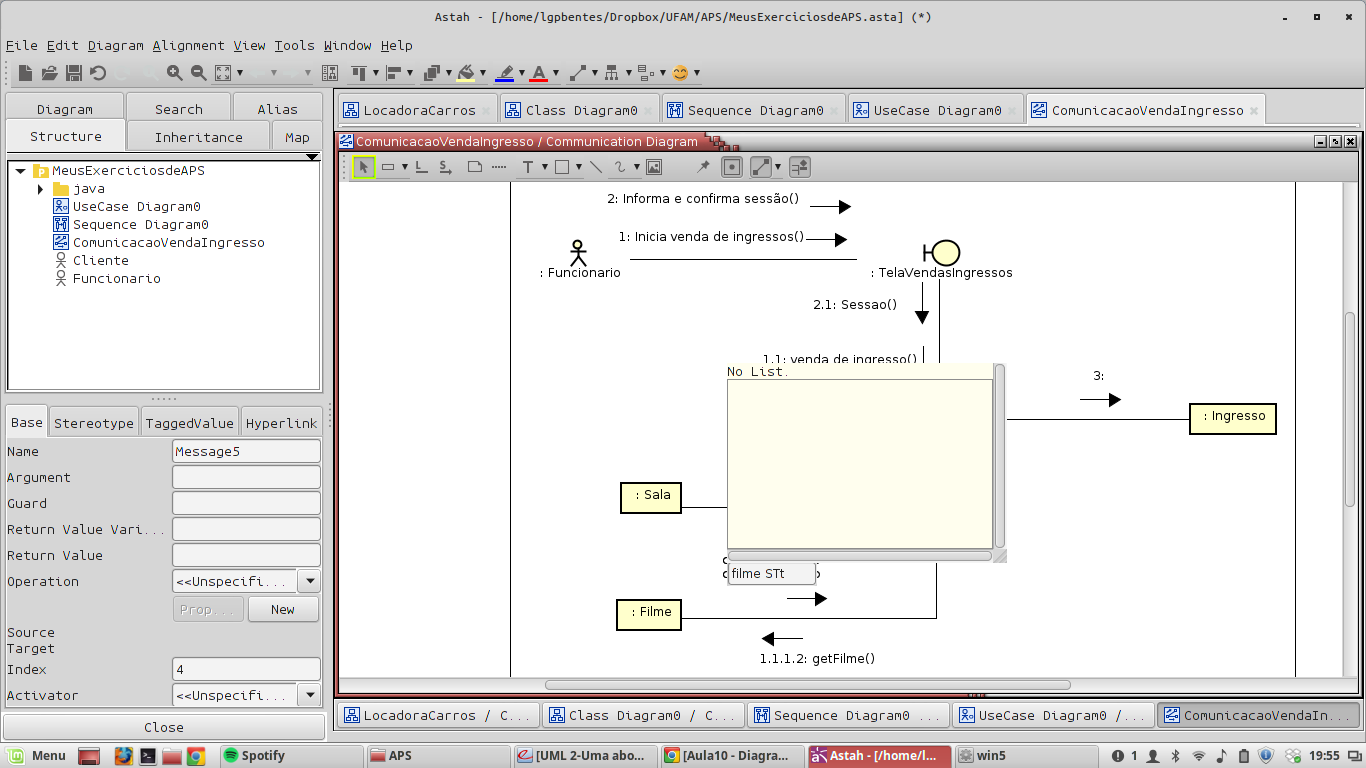 Astah - [/home/lgpbentes/Dropbox/UFAM/APS/MeusExerciciosdeAPS.asta] (*)
File Edit Diagram Alignment View Tools Window Help
Diagram Search Alias
Structure Inheritance Map
MeusExerciciosdeAPS
java
UseCase Diagram0
Sequence Diagram0
ComunicacaoVendaIngresso
Cliente
Funcionario
Base Stereotype TaggedValue Hyperlink
Name Message5
Argument
Guard
Return Value Vari...
Return Value
Operation <<Unspecifi...
Prop... New
Source
Target
Index 4
Activator <<Unspecifi...
Close
LocadoraCarros Class Diagram0 Sequence Diagram0 UseCase Diagram0 ComunicacaoVendaIngresso
ComunicacaoVendaIngresso / Communication Diagram
2: Informa e confirma sessão()
1: Inicia venda de ingressos()
: Funcionario
: TelaVendasIngressos
2.1: Sessao()
1.1: venda de ingresso()
No List.
3:
: Ingresso
: Sala
filme STt
: Filme
1.1.1.2: getFilme()
LocadoraCarros / C... Class Diagram0 / C... Sequence Diagram0 ... UseCase Diagram0 /... ComunicacaoVendaIn...
Menu Spotify APS [UML 2-Uma abo... [Aula10 - Diagra... Astah - [/home/l... win5 1 19:55